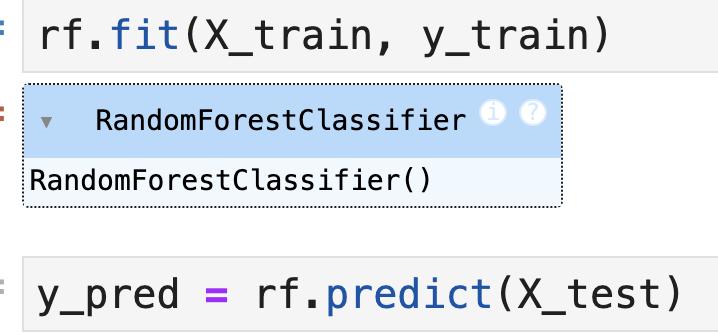 rf.fit(X_train, y_train)
▼ RandomForestClassifier i ?
RandomForestClassifier()
y_pred = rf.predict(X_test)